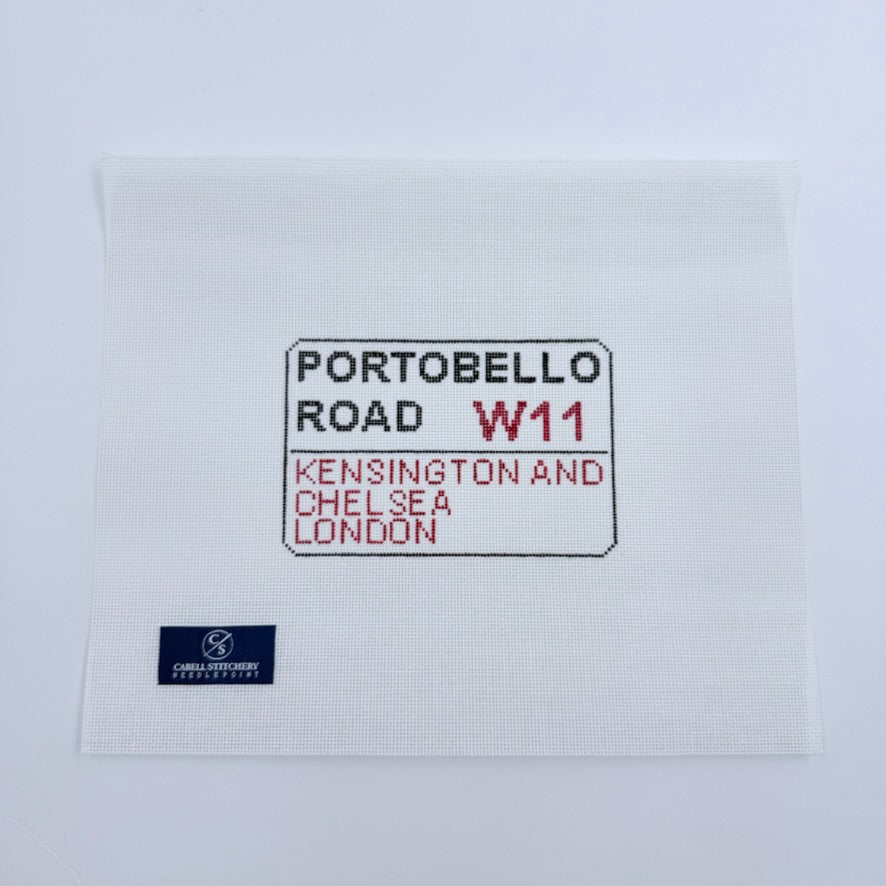 PORTOBELLO
ROAD W11
KENSINGTON AND
CHELSEA
LONDON
C/S
CABELL STITCHERY
NEEDLEPOINT